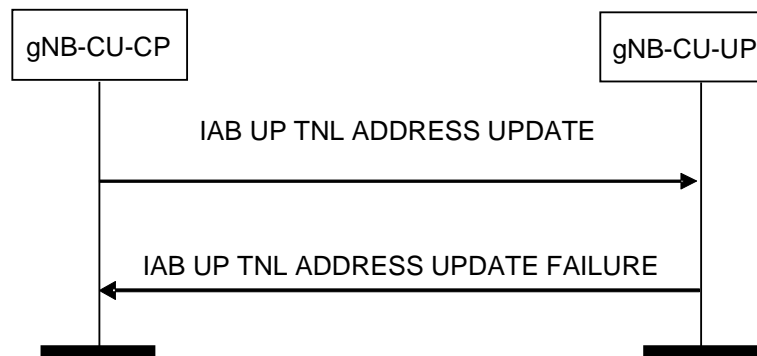 gNB-CU-CP
gNB-CU-UP
IAB UP TNL ADDRESS UPDATE
IAB UP TNL ADDRESS UPDATE FAILURE